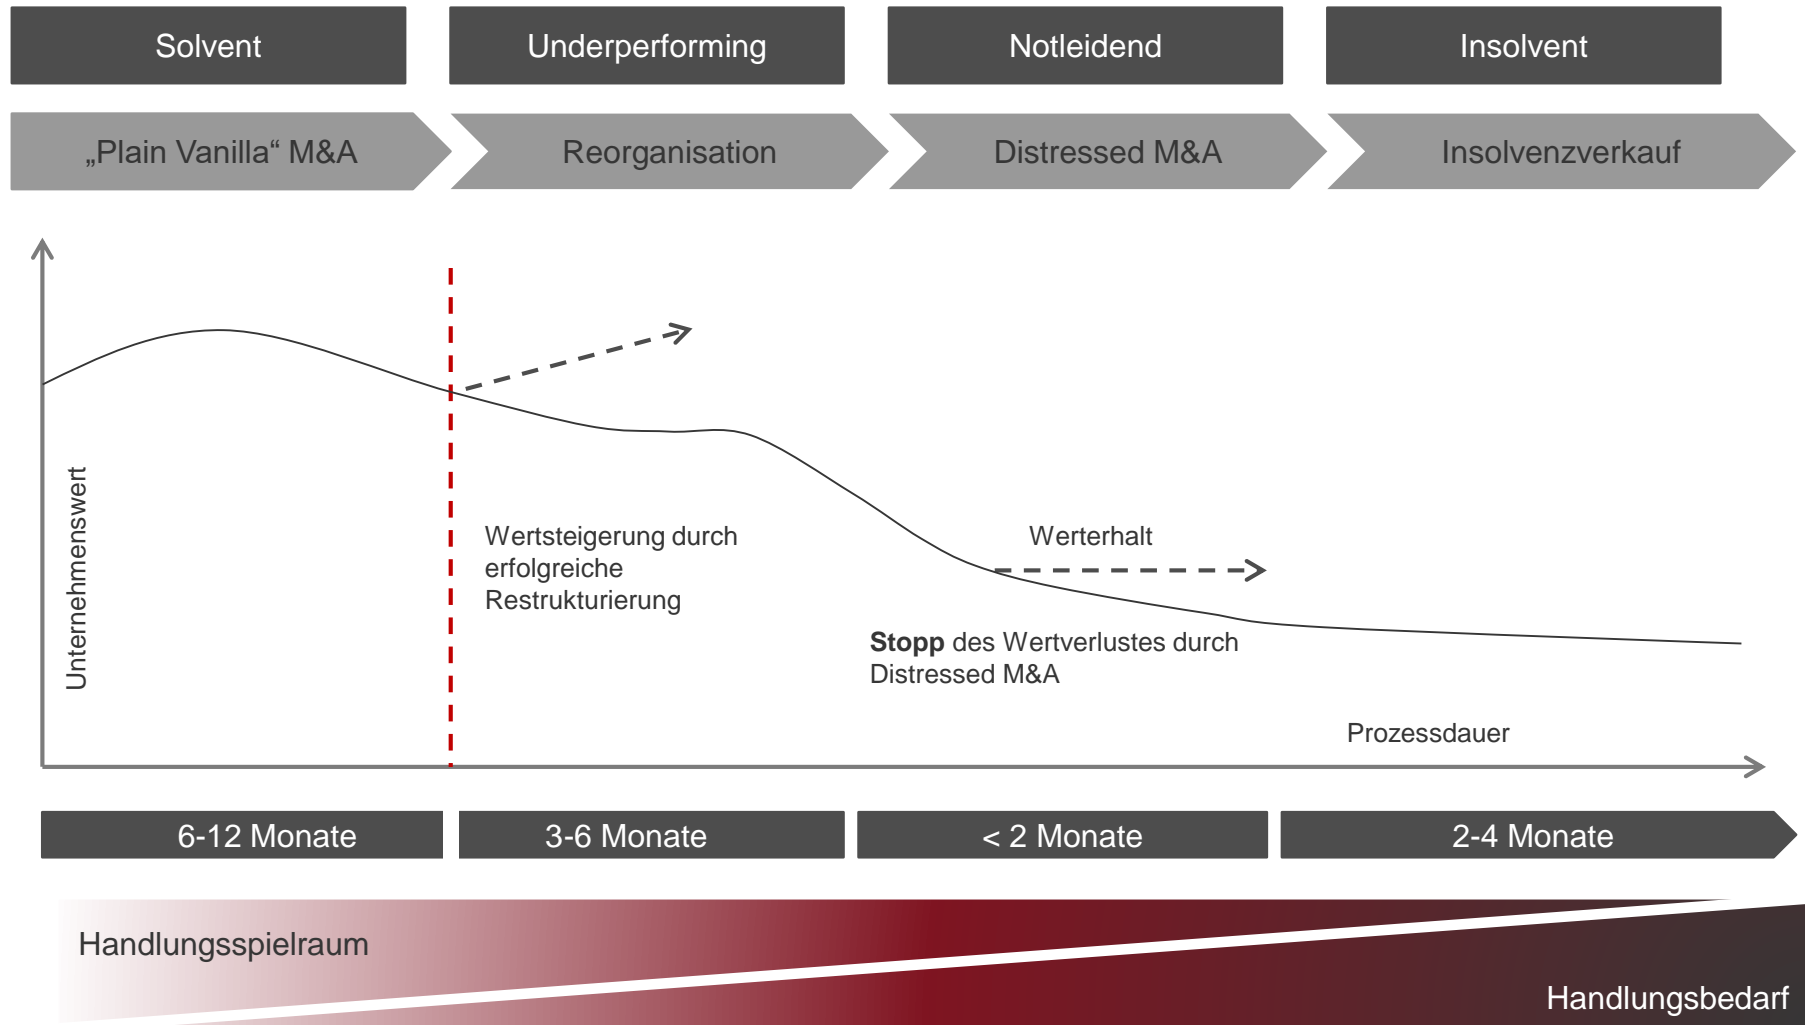 Solvent
Underperforming
Notleidend
Insolvent
„Plain Vanilla“ M&A
Reorganisation
Distressed M&A
Insolvenzverkauf
Unternehmenswert
Wertsteigerung durch
erfolgreiche
Restrukturierung
Werterhalt
Stopp des Wertverlustes durch
Distressed M&A
Prozessdauer
6-12 Monate
3-6 Monate
< 2 Monate
2-4 Monate
Handlungsspielraum
Handlungsbedarf